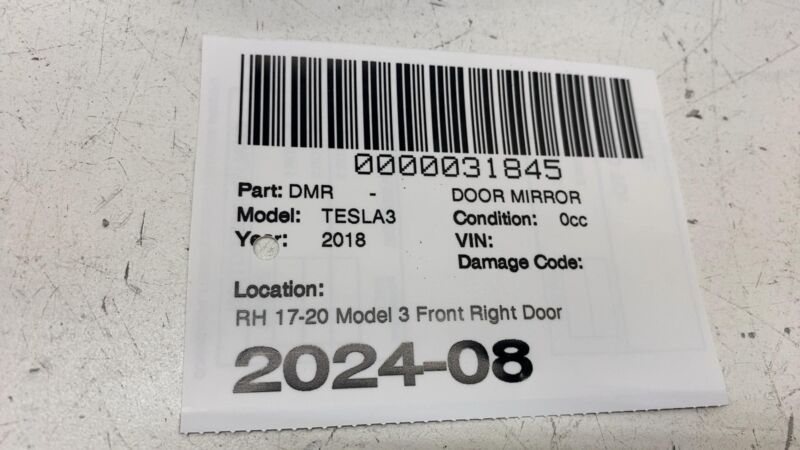 0000031845
Part: DMR - DOOR MIRROR
Model: TESLA3 Condition: 0cc
Year: 2018 VIN:
Damage Code:
Location:
RH 17-20 Model 3 Front Right Door
2024-08